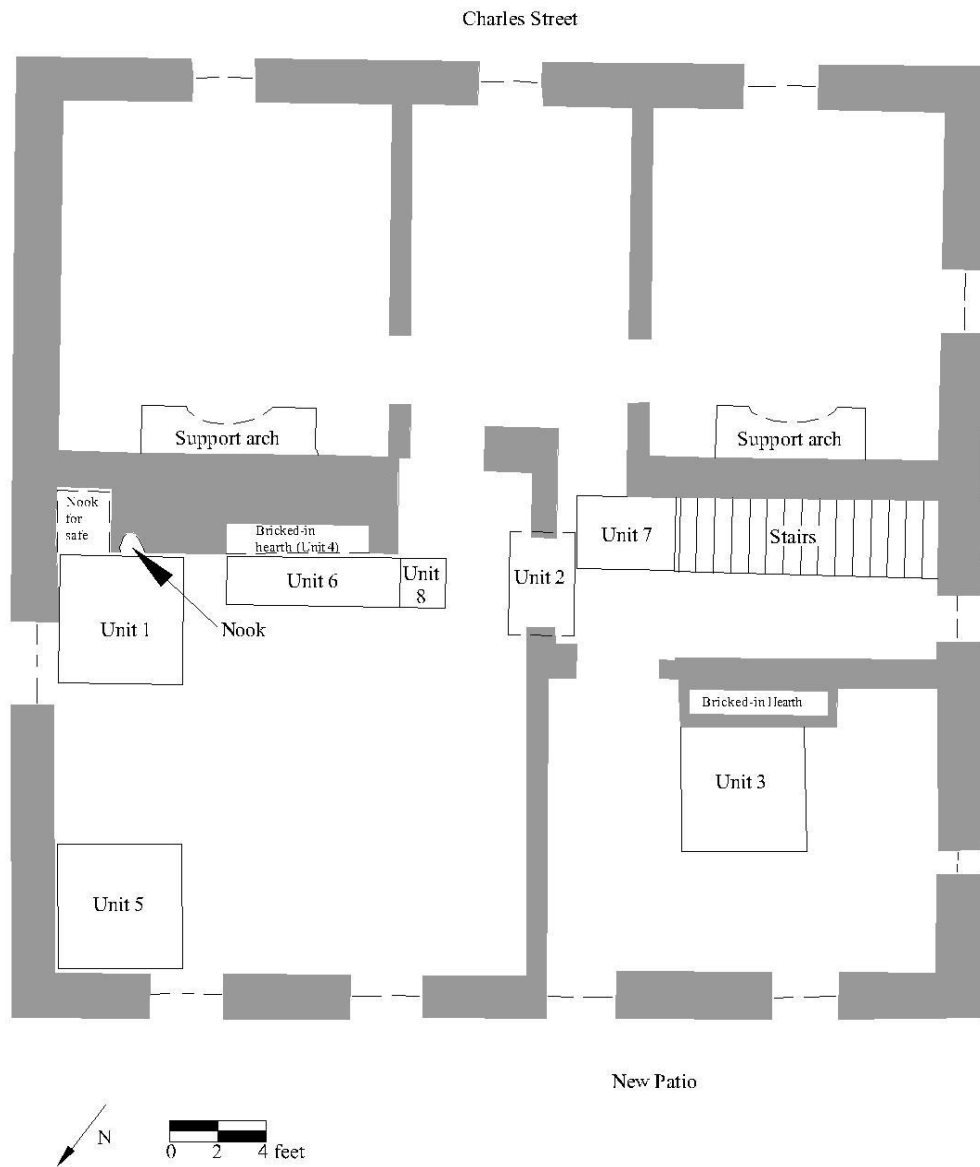 Charles Street
Support arch
Support arch
Nook
for
safe
Bricked-in
hearth (Unit 4)
Unit 6
Unit
8
Unit 2
Unit 7
Stairs
Unit 1
Nook
Bricked-in Hearth
Unit 3
Unit 5
New Patio
N
0 2 4 feet